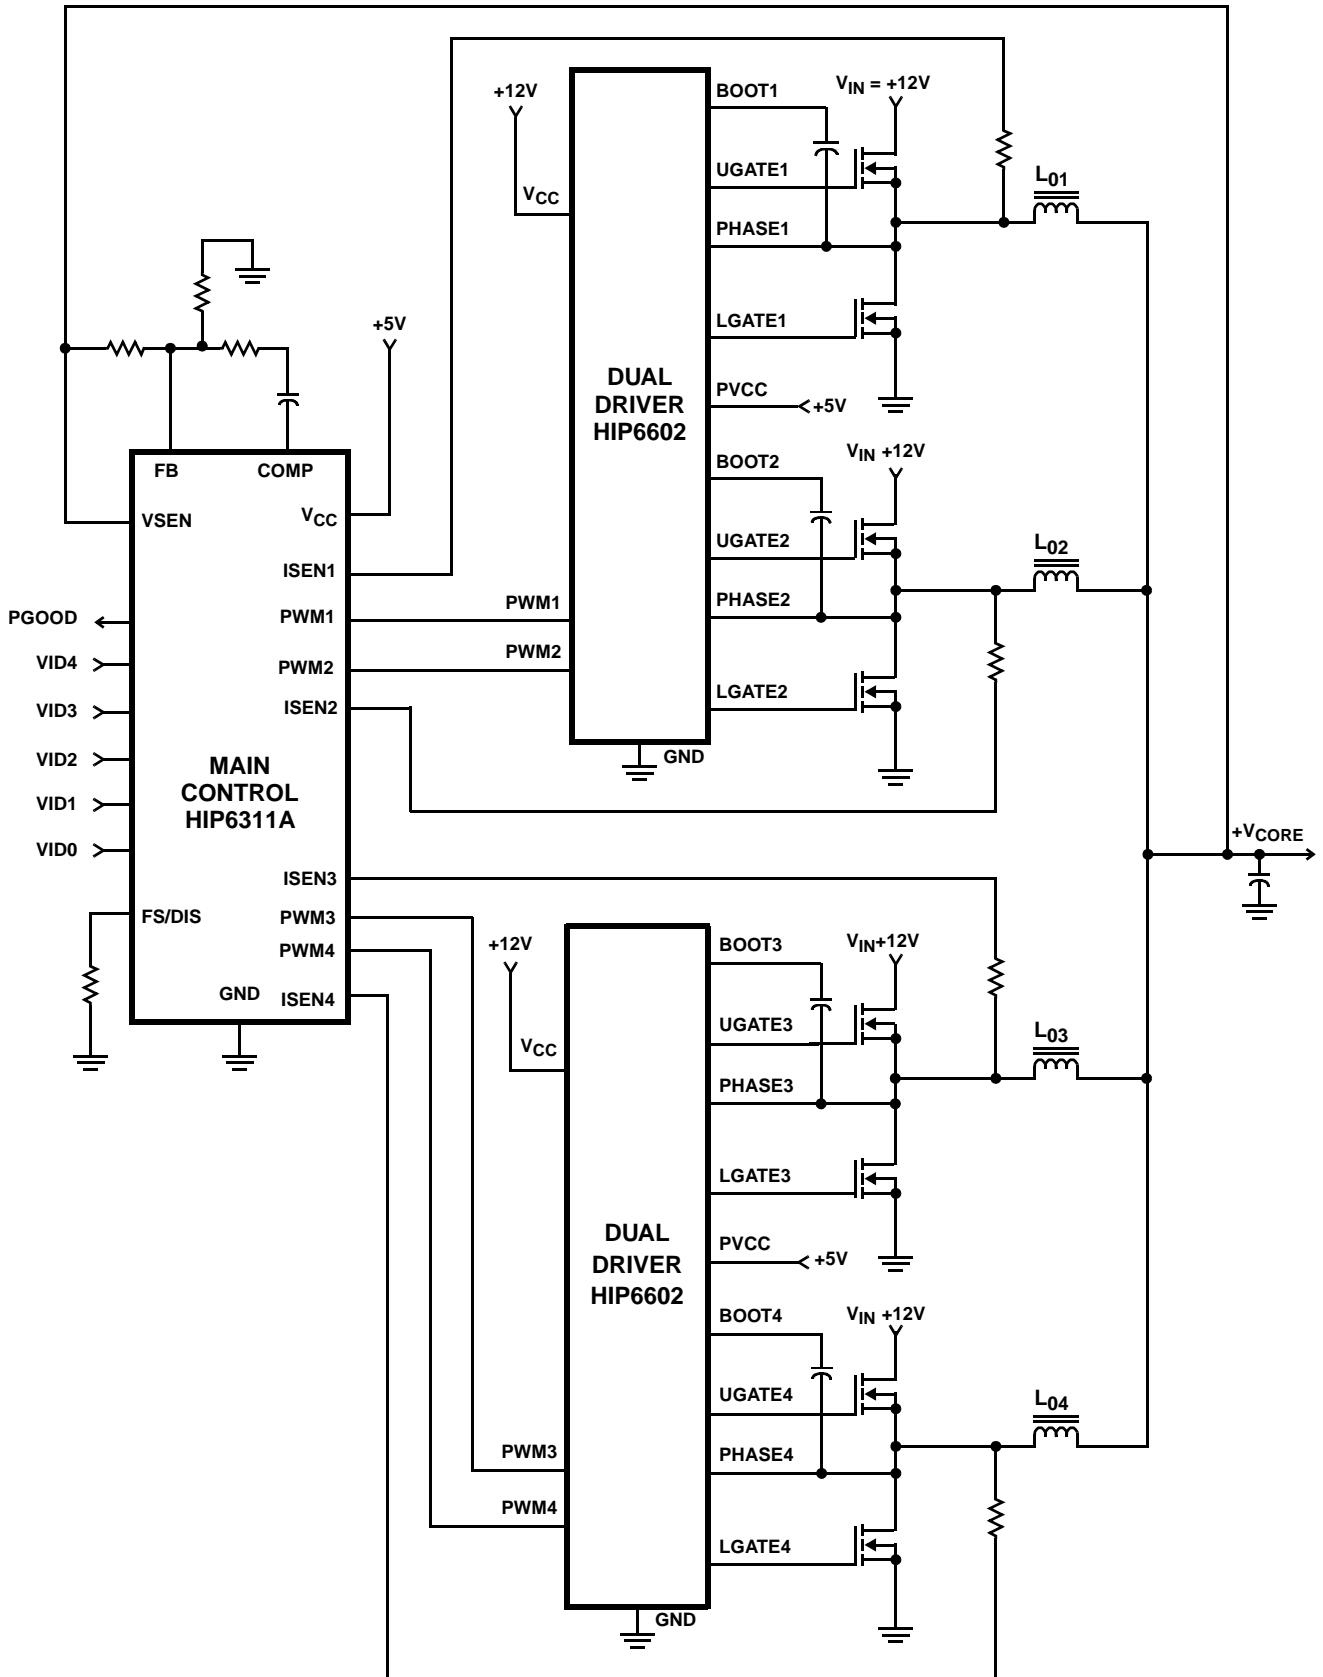 +12V
BOOT1
VIN = +12V
UGATE1
VCC
L01
PHASE1
LGATE1
+5V
DUAL
DRIVER
HIP6602
PVCC
+5V
BOOT2
VIN +12V
FB
COMP
VSEN
VCC
UGATE2
L02
ISEN1
PHASE2
PGOOD
PWM1
PWM1
VID4
PWM2
PWM2
LGATE2
VID3
ISEN2
VID2
GND
MAIN
CONTROL
HIP6311A
VID1
VID0
+VCORE
ISEN3
FS/DIS
PWM3
PWM4
GND
ISEN4
+12V
BOOT3
VIN+12V
UGATE3
VCC
L03
PHASE3
LGATE3
DUAL
DRIVER
HIP6602
PVCC
+5V
BOOT4
VIN +12V
UGATE4
L04
PWM3
PHASE4
PWM4
LGATE4
GND